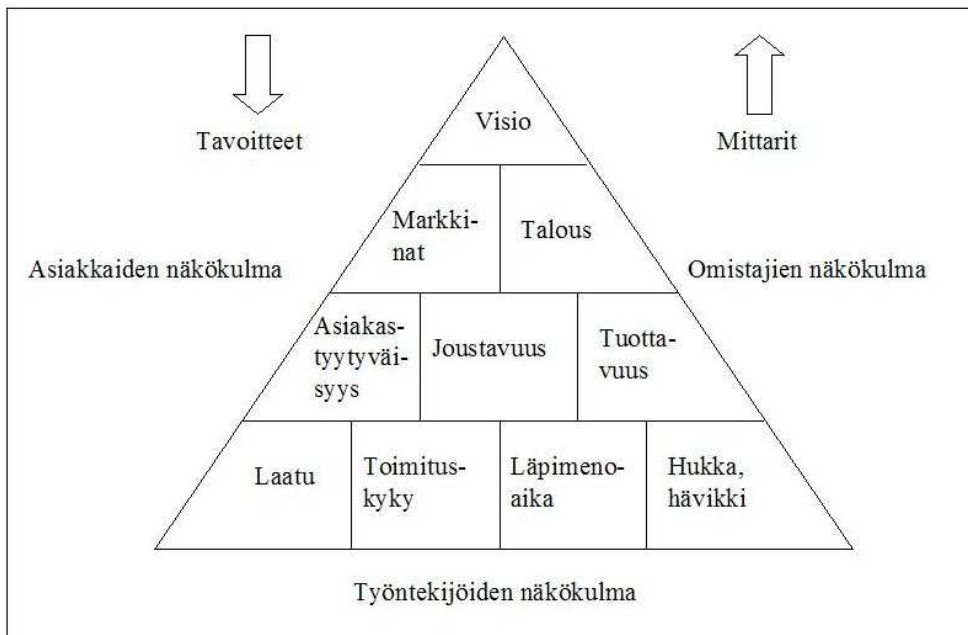 Visio
Tavoitteet
Mittarit
Markki-
nat
Talous
Asiakkaiden näkökulma
Omistajien näkökulma
Asiakas-
tyytyväi-
syys
Joustavuus
Tuotta-
vuus
Laatu
Toimitus-
kyky
Läpimeno-
aika
Hukka,
hävikki
Työntekijöiden näkökulma